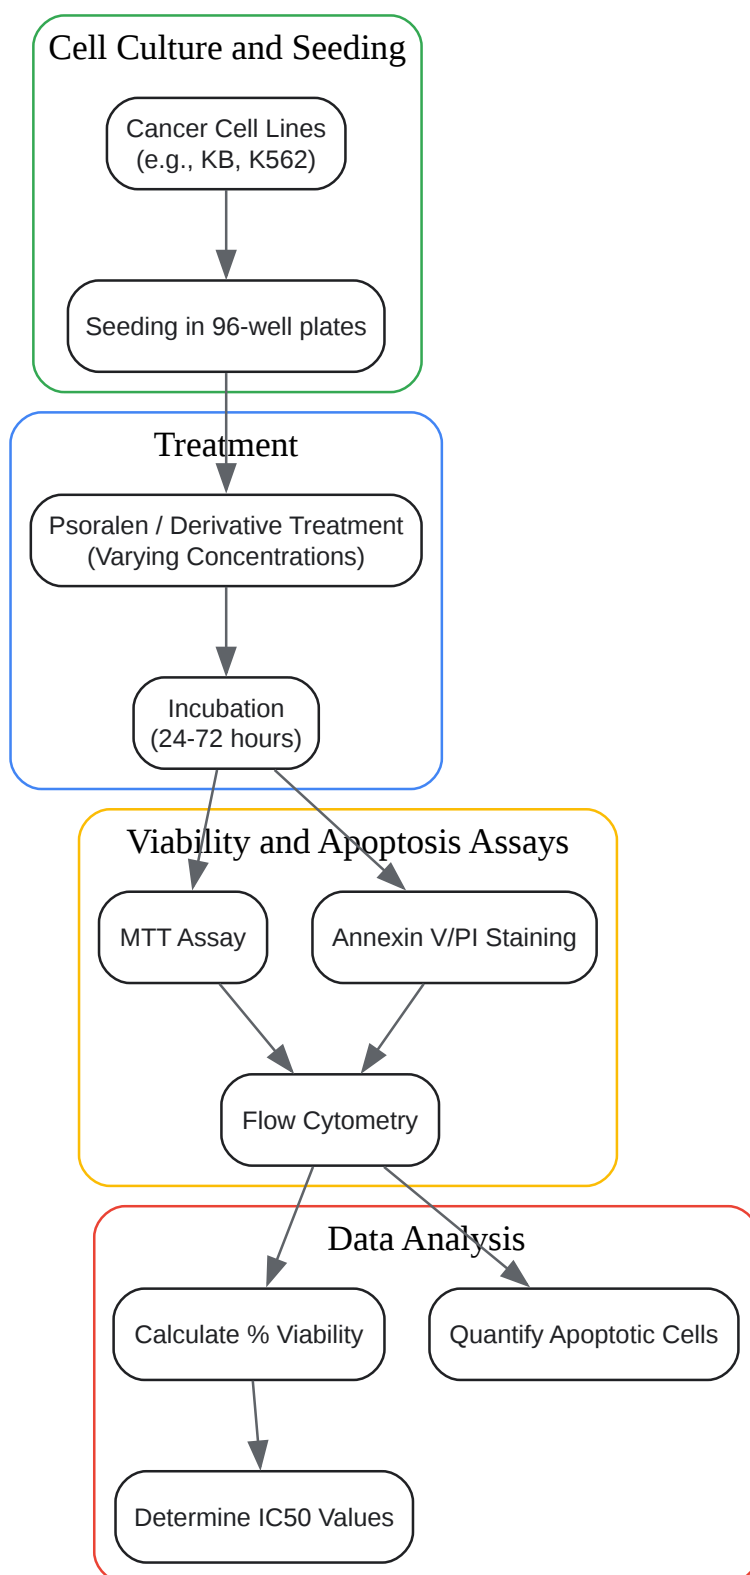 Cell Culture and Seeding
Cancer Cell Lines
(e.g., KB, K562)
Seeding in 96-well plates
Treatment
Psoralen / Derivative Treatment
(Varying Concentrations)
Incubation
(24-72 hours)
Viability and Apoptosis Assays
MTT Assay
Annexin V/PI Staining
Flow Cytometry
Data Analysis
Calculate % Viability
Quantify Apoptotic Cells
Determine IC50 Values